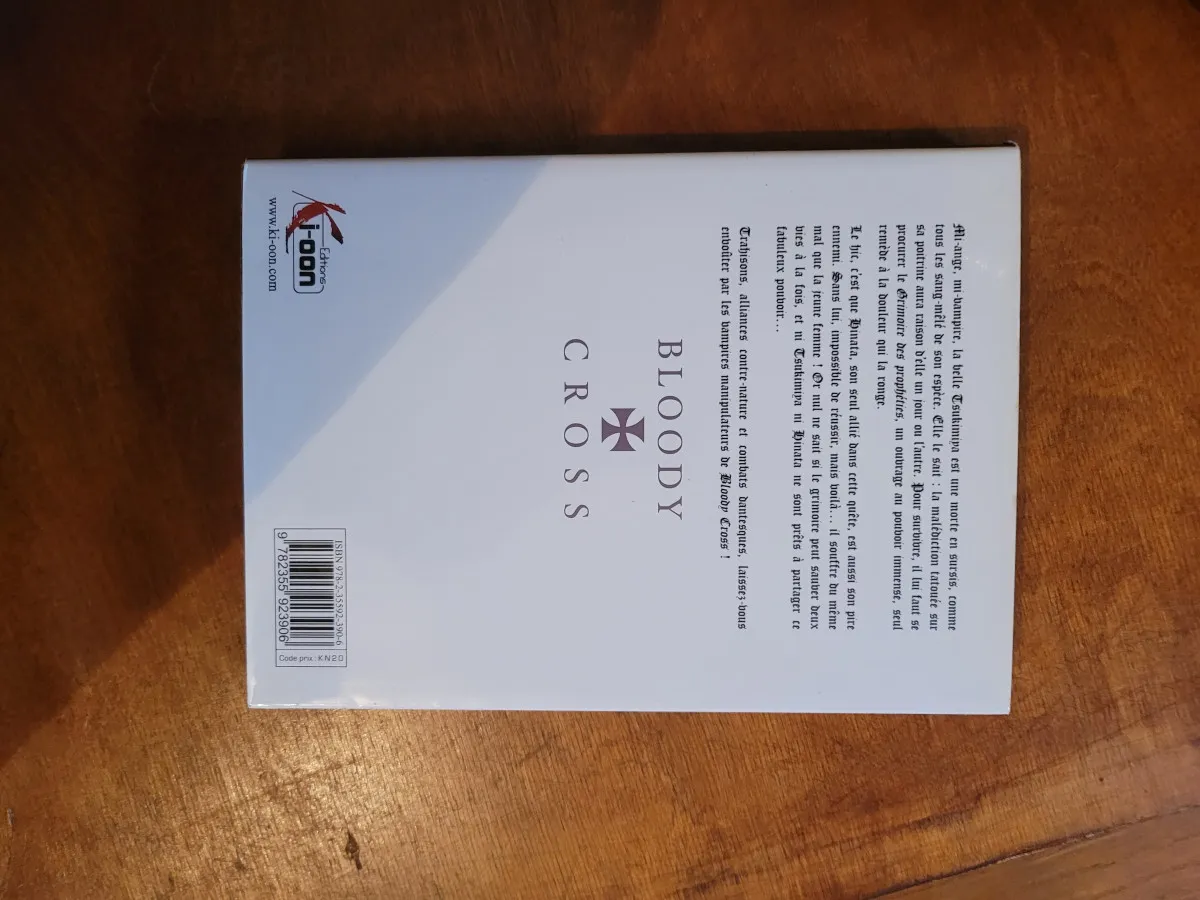 Mi-ange, mi-vampire, la belle Tsukimiya est une morte en sursis, comme
tous les sang-mêlé de son espèce. Elle le sait : la malédiction tatouée sur
sa poitrine aura raison d'elle un jour ou l'autre. Pour survivre, il lui faut se
procurer le Grimoire des prophéties, un ouvrage au pouvoir immense, seul
remède à la douleur qui la ronge.
Le hic, c'est que Hinata, son seul allié dans cette quête, est aussi son pire
ennemi. Sans lui, impossible de réussir, mais voilà... il souffre du même
mal que la jeune femme ! Or nul ne sait si le grimoire peut sauver deux
vies à la fois, et ni Tsukimiya ni Hinata ne sont prêts à partager ce
fabuleux pouvoir...
Trahisons, alliances contre-nature et combats dantesques, laissez-vous
envoûter par les vampires manipulateurs de Bloody Cross !
BLOODY
CROSS
Ki-oon
Editions
www.ki-oon.com
ISBN 978-2-35592-390-6
9 782355 923906
Code prix : KN 2.0